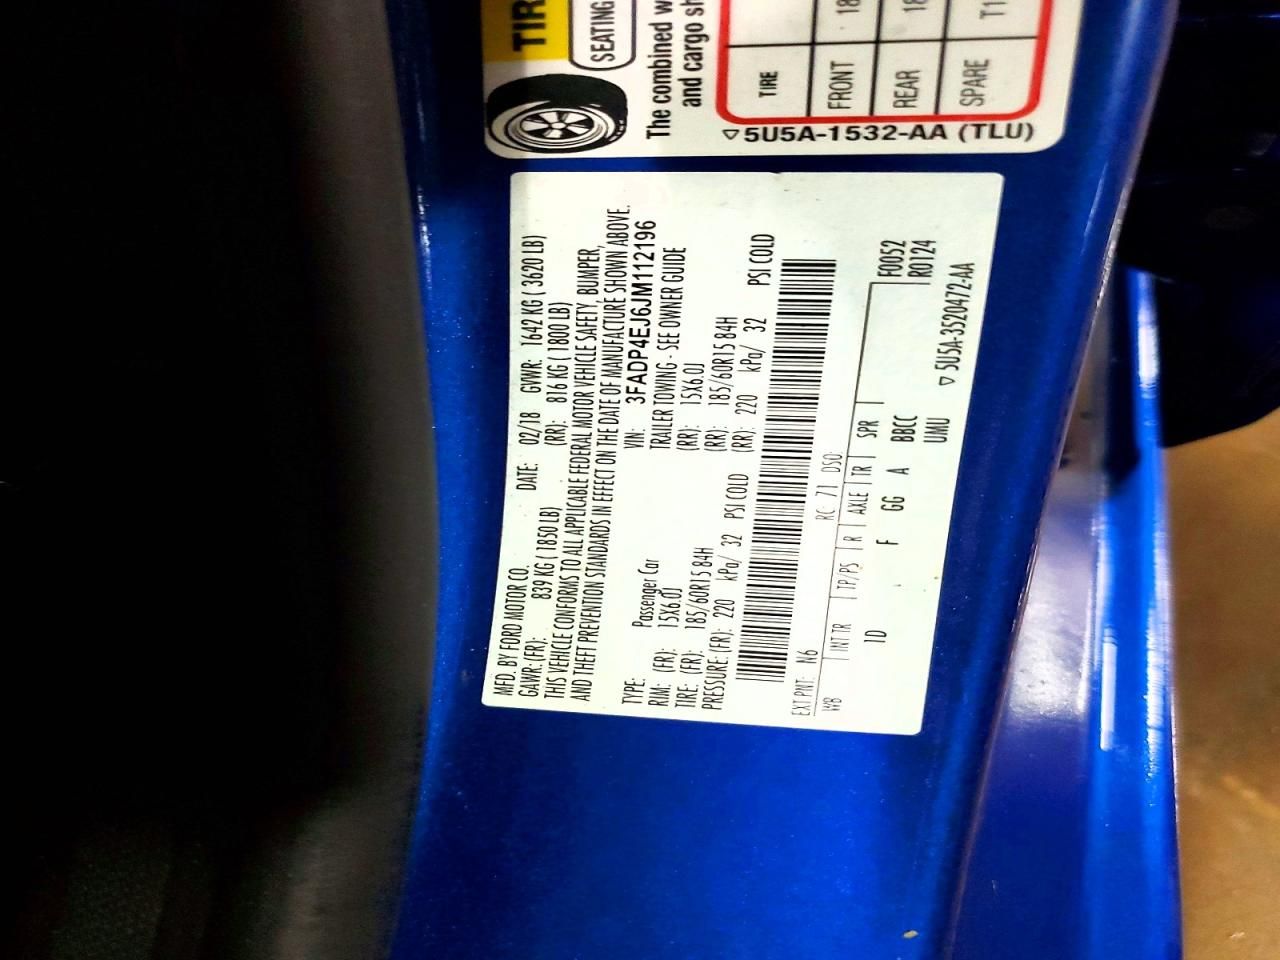 MFD. BY FORD MOTOR CO. DATE: 02/18 GVWR: 1642 KG ( 3620 LB)
GAWR: (FR): 839 KG ( 1850 LB) (RR): 816 KG ( 1800 LB)
THIS VEHICLE CONFORMS TO ALL APPLICABLE FEDERAL MOTOR VEHICLE SAFETY, BUMPER,
AND THEFT PREVENTION STANDARDS IN EFFECT ON THE DATE OF MANUFACTURE SHOWN ABOVE.
VIN: 3FADP4EJ6JM112196
TYPE: Passenger Car TRAILER TOWING - SEE OWNER GUIDE
RIM: (FR): 15X6.0J (RR): 15X6.0J
TIRE: (FR): 185/60R15 84H (RR): 185/60R15 84H
PRESSURE: (FR): 220 kPa/ 32 PSI COLD (RR): 220 kPa/ 32 PSI COLD
EXT PNT: N6 RC: 71 DSO:
WB INT TR TP/PS R AXLE TR SPR F0052
1D F GG A BBCC R0124
UMU
▽ 5U5A-3520472-AA
TIR
SEATING
The combined w
and cargo sh
TIRE
FRONT 18
REAR 18
SPARE T1
▽ 5U5A-1532-AA (TLU)